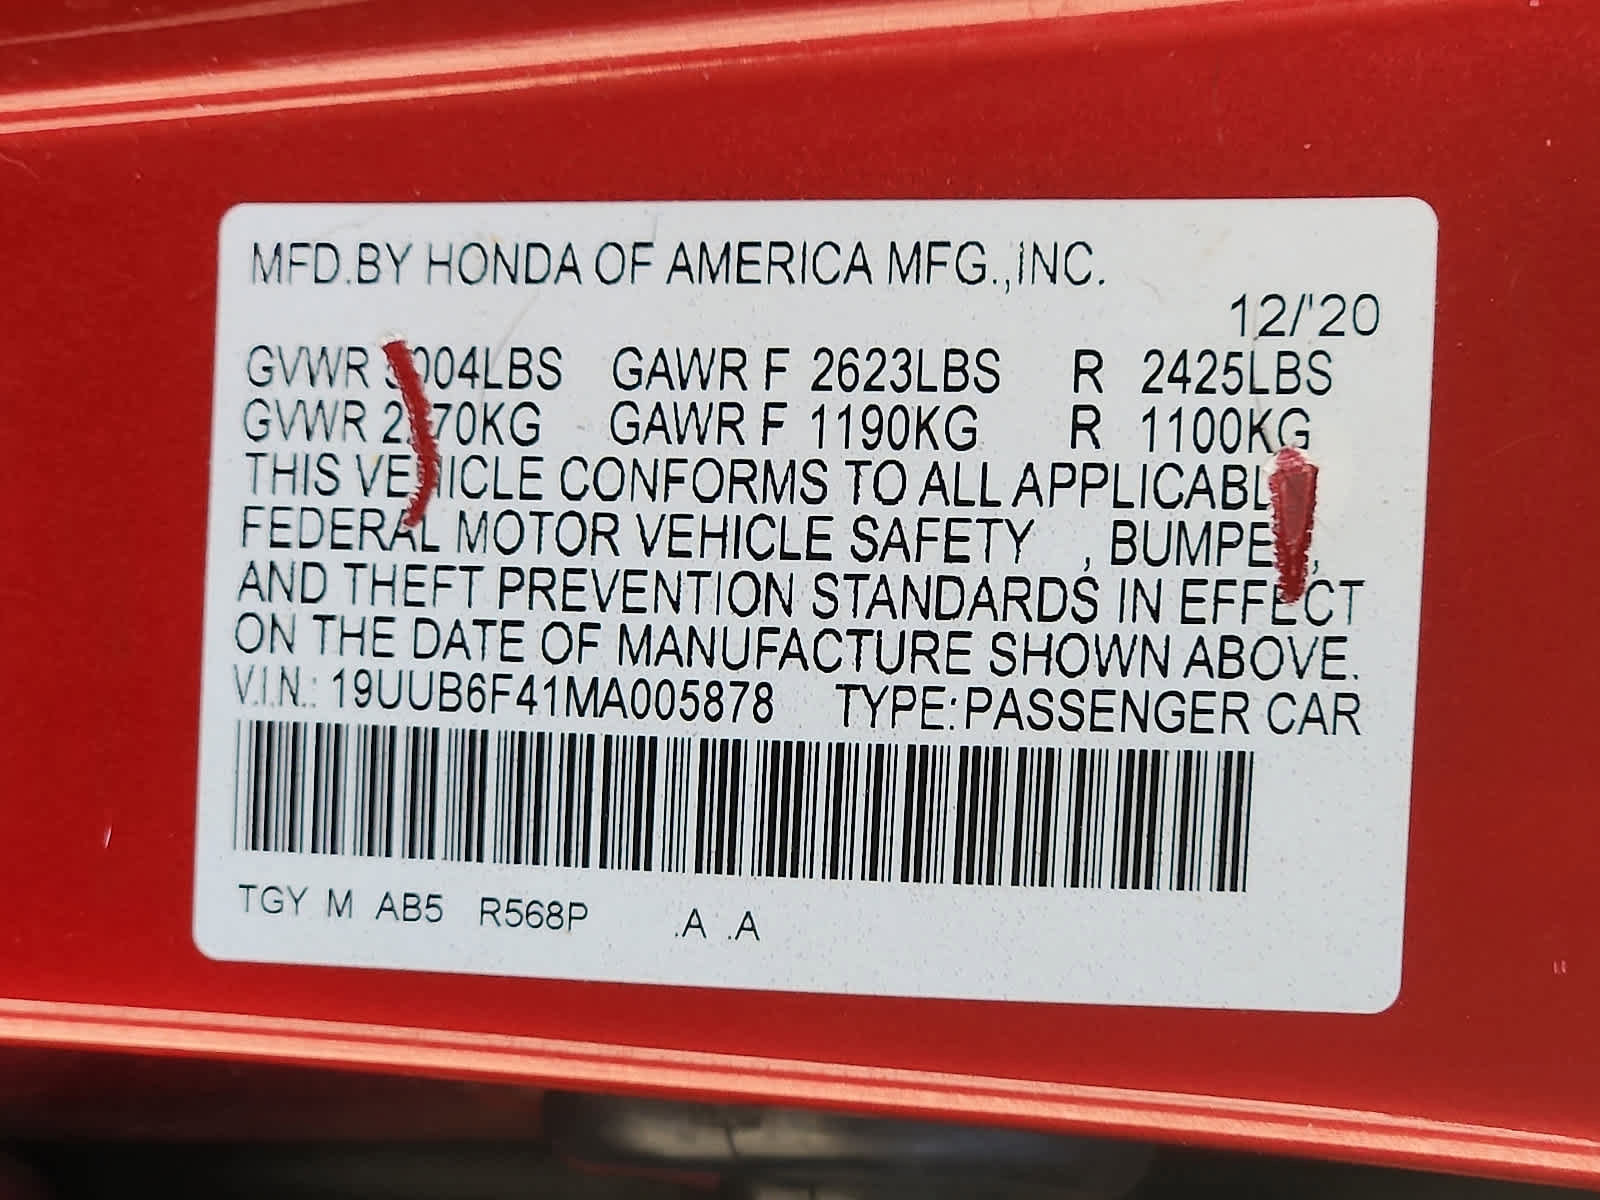 MFD.BY HONDA OF AMERICA MFG.,INC.
12/'20
GVWR GAWR F 2623LBS R 2425LBS
GVWR GAWR F 1190KG R 1100KG
THIS VEHICLE CONFORMS TO ALL APPLICABLE
FEDERAL MOTOR VEHICLE SAFETY , BUMPER,
AND THEFT PREVENTION STANDARDS IN EFFECT
ON THE DATE OF MANUFACTURE SHOWN ABOVE.
V.I.N.: 19UUB6F41MA005878 TYPE:PASSENGER CAR
TGY M AB5 R568P .A .A